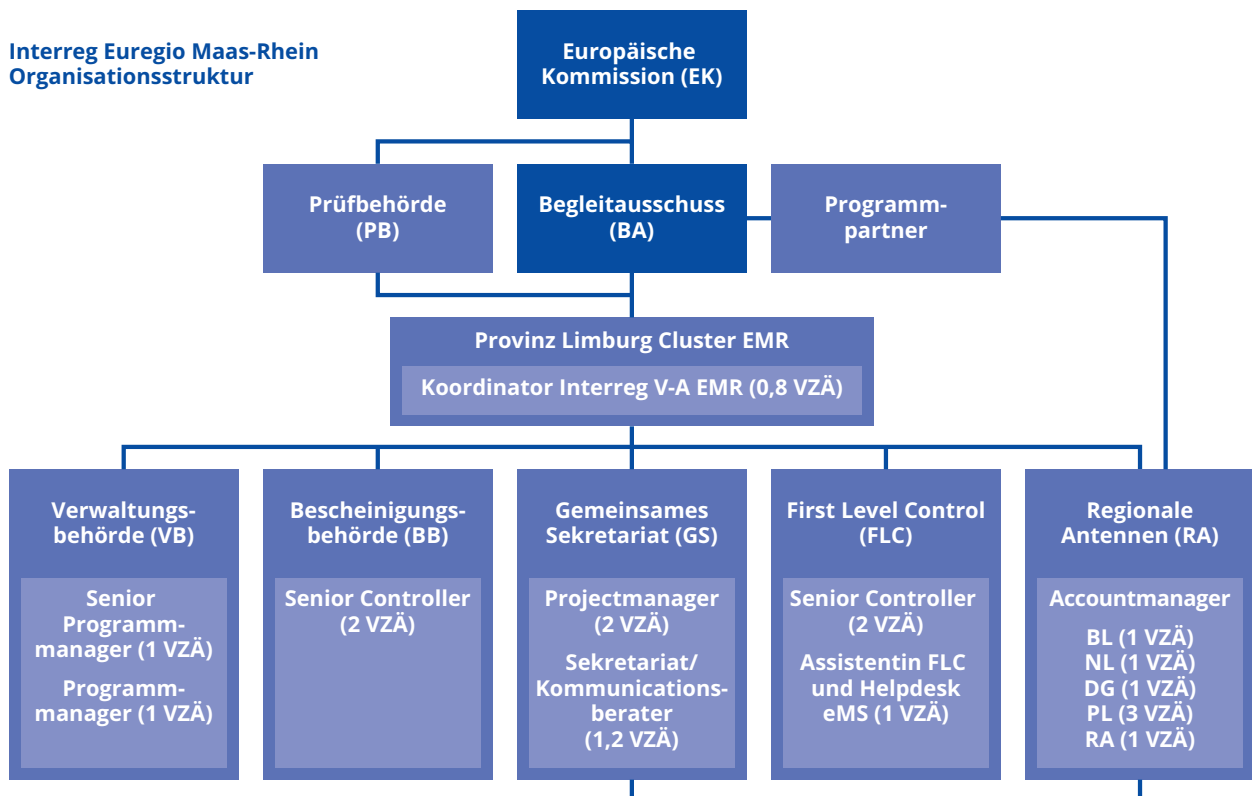 Interreg Euregio Maas-Rhein
Organisationsstruktur
Europäische
Kommission (EK)
Prüfbehörde
(PB)
Begleitausschuss
(BA)
Programm-
partner
Provinz Limburg Cluster EMR
Koordinator Interreg V-A EMR (0,8 VZÄ)
Verwaltungs-
behörde (VB)
Senior
Programm-
manager (1 VZÄ)
Programm-
manager (1 VZÄ)
Bescheinigungs-
behörde (BB)
Senior Controller
(2 VZÄ)
Gemeinsames
Sekretariat (GS)
Projectmanager
(2 VZÄ)
Sekretariat/
Kommunications-
berater
(1,2 VZÄ)
First Level Control
(FLC)
Senior Controller
(2 VZÄ)
Assistentin FLC
und Helpdesk
eMS (1 VZÄ)
Regionale
Antennen (RA)
Accountmanager
BL (1 VZÄ)
NL (1 VZÄ)
DG (1 VZÄ)
PL (3 VZÄ)
RA (1 VZÄ)